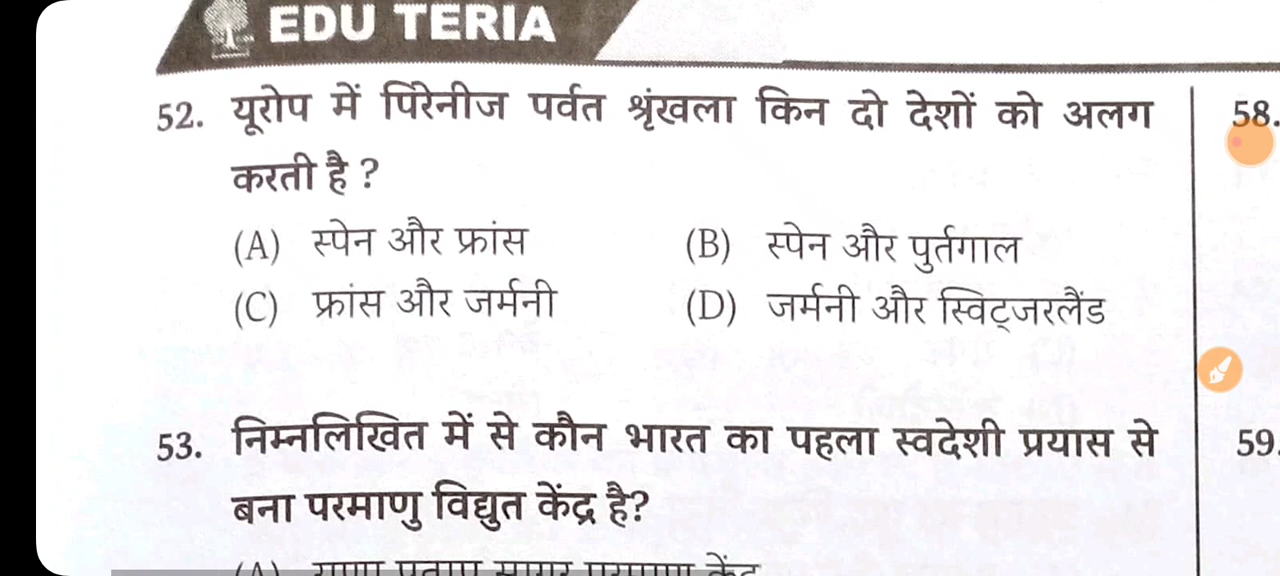 EDU TERIA
52. यूरोप में पिरेनीज पर्वत श्रृंखला किन दो देशों को अलग
करती है ?
(A) स्पेन और फ्रांस (B) स्पेन और पुर्तगाल
(C) फ्रांस और जर्मनी (D) जर्मनी और स्विट्जरलैंड
53. निम्नलिखित में से कौन भारत का पहला स्वदेशी प्रयास से
बना परमाणु विद्युत केंद्र है?
(A)
58.
59.